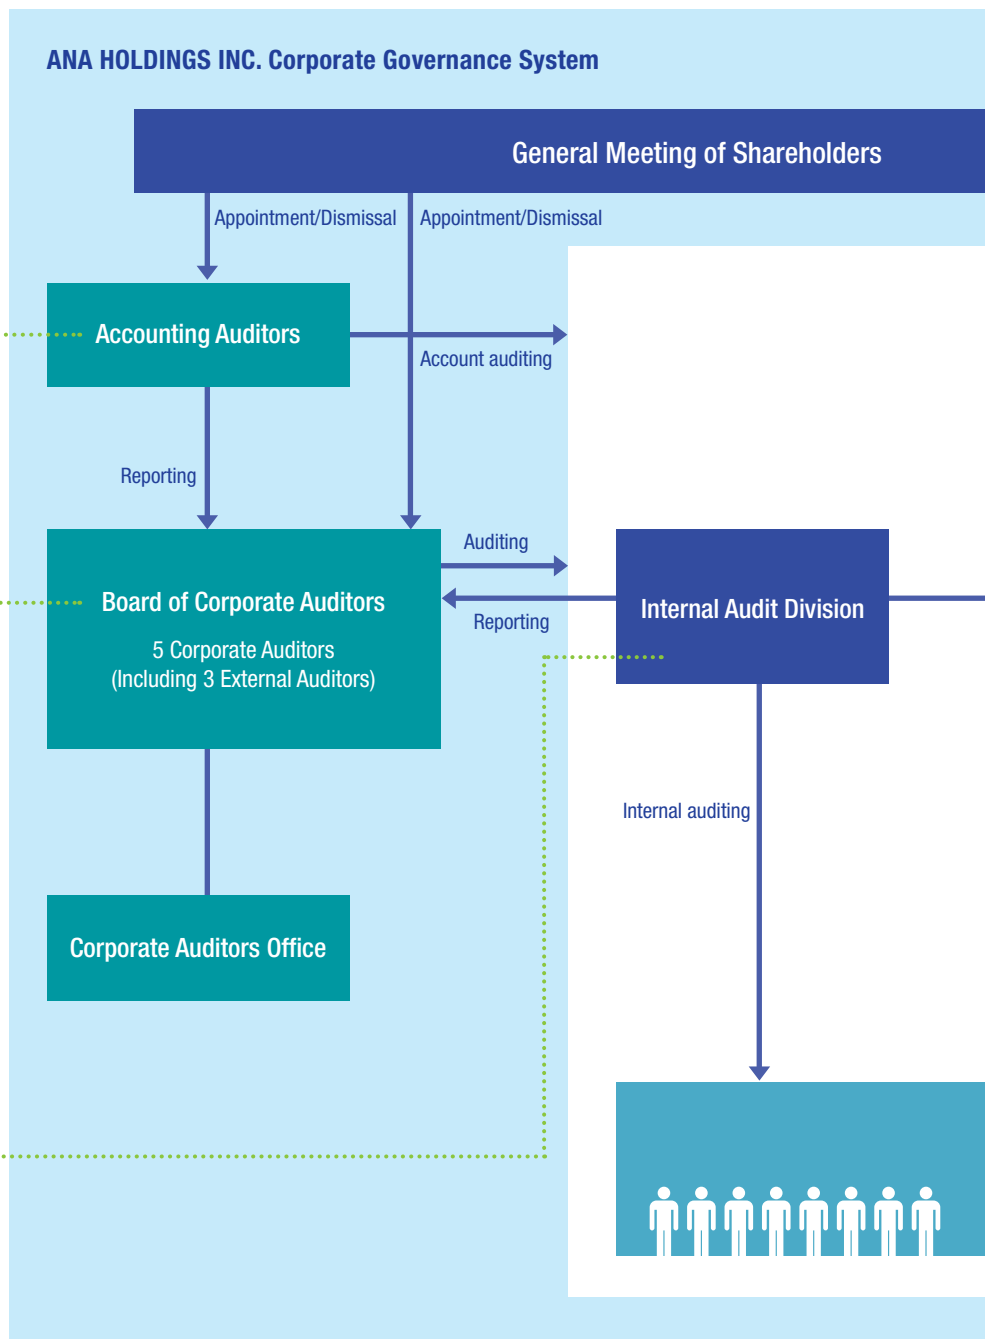 ANA HOLDINGS INC. Corporate Governance System
General Meeting of Shareholders
Appointment/Dismissal
Appointment/Dismissal
Accounting Auditors
Account auditing
Reporting
Auditing
Board of Corporate Auditors
5 Corporate Auditors
(Including 3 External Auditors)
Reporting
Internal Audit Division
Internal auditing
Corporate Auditors Office